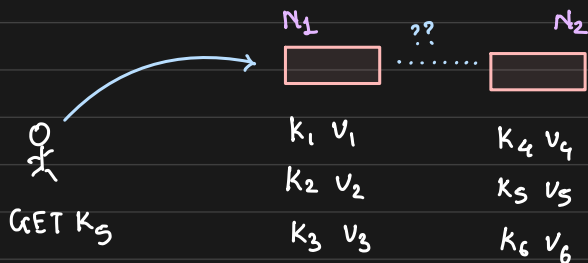 N1 N2
??
K1 V1 K4 V4
K2 V2 K5 V5
GET K5
K3 V3 K6 V6